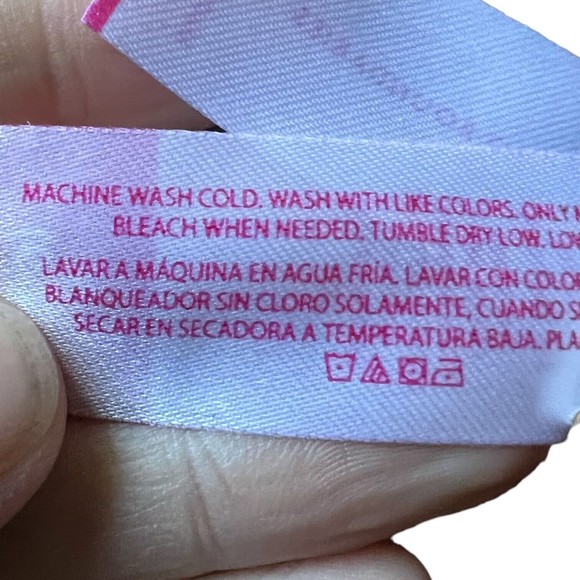 MACHINE WASH COLD. WASH WITH LIKE COLORS. ONLY
BLEACH WHEN NEEDED. TUMBLE DRY LOW.
LAVAR A MÁQUINA EN AGUA FRÍA. LAVAR CON
BLANQUEADOR SIN CLORO SOLAMENTE, CUANDO
SECAR EN SECADORA A TEMPERATURA BAJA.